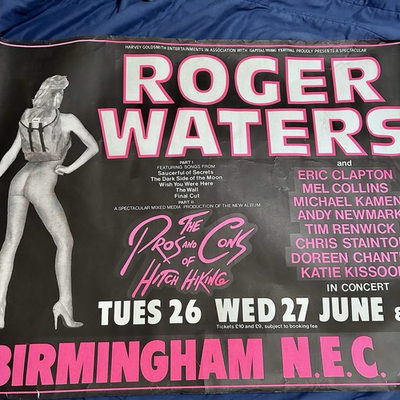 HARVEY GOLDSMITH ENTERTAINMENTS IN ASSOCIATION WITH CAPITAL MUSIC FESTIVAL PROUDLY PRESENTS A SPECTACULAR
ROGER
WATERS
PART I
FEATURING SONGS FROM
Saucerful of Secrets
The Dark Side of the Moon
Wish You Were Here
The Wall
Final Cut
PART II
A SPECTACULAR MIXED MEDIA PRODUCTION OF THE NEW ALBUM
The
Pros and Cons
of
Hitch Hiking
and
ERIC CLAPTON
MEL COLLINS
MICHAEL KAMEN
ANDY NEWMARK
TIM RENWICK
CHRIS STAINTO
DOREEN CHANT
KATIE KISSOO
IN CONCERT
TUES 26 WED 27 JUNE &
Tickets £10 and £9, subject to booking fee
BIRMINGHAM N.E.C.